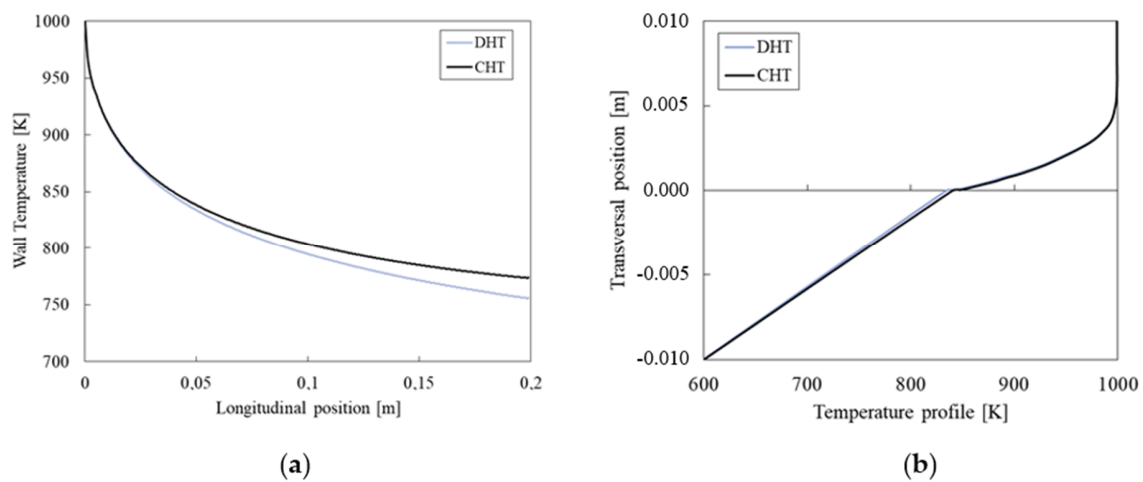 1000
950
900
850
800
750
700
Wall Temperature [K]
DHT
CHT
0
0,05
0,1
0,15
0,2
Longitudinal position [m]
(a)
0.010
0.005
0.000
-0.005
-0.010
Transversal position [m]
DHT
CHT
600
700
800
900
1000
Temperature profile [K]
(b)